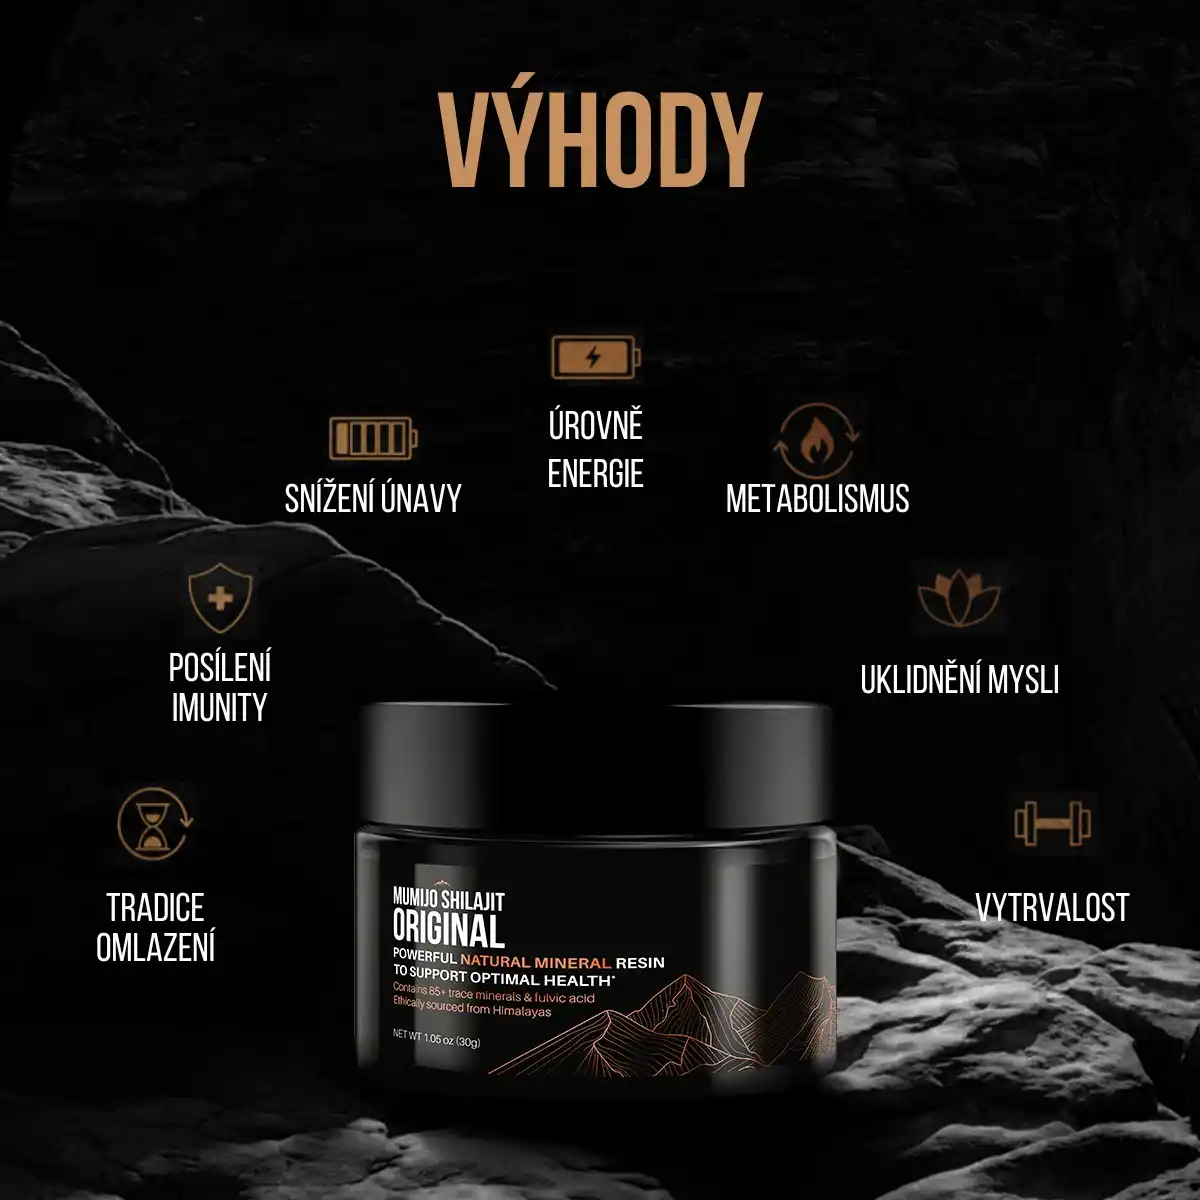 VÝHODY
ÚROVNĚ
ENERGIE
SNÍŽENÍ ÚNAVY
METABOLISMUS
POSÍLENÍ
IMUNITY
UKLIDNĚNÍ MYSLI
TRADICE
OMLAZENÍ
VYTRVALOST
MUMIJO SHILAJIT
ORIGINAL
POWERFUL NATURAL MINERAL RESIN
TO SUPPORT OPTIMAL HEALTH*
Contains 85+ trace minerals & fulvic acid
Ethically sourced from Himalayas
NET WT 1.05 oz (30g)